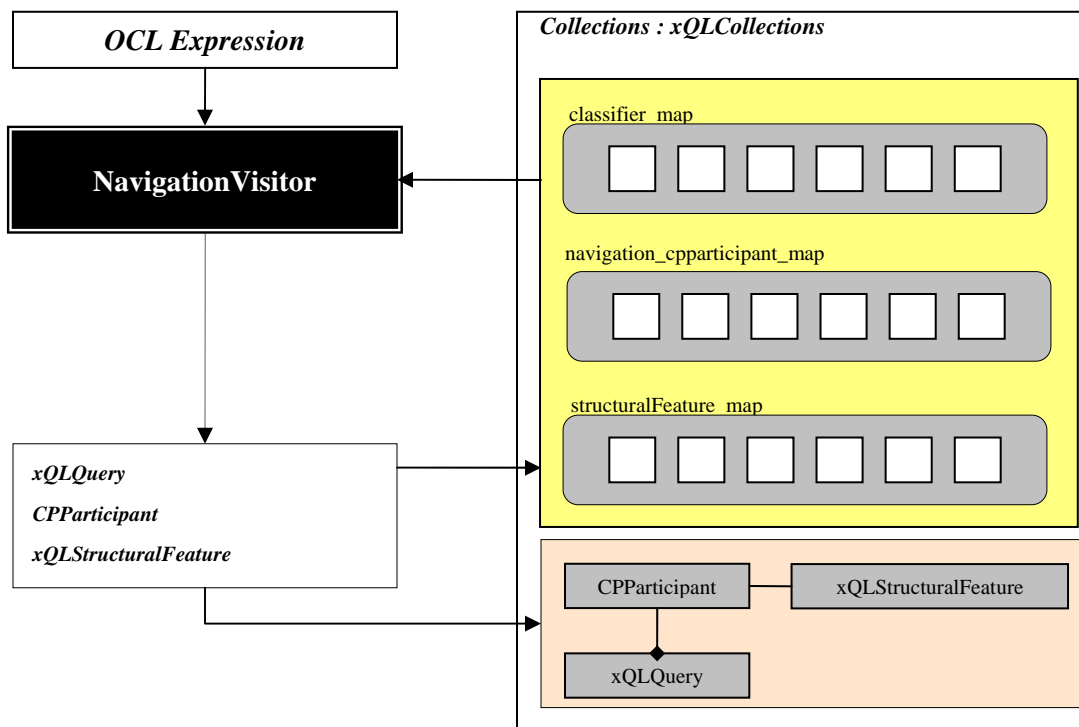 OCL Expression
Collections : xQLCollections
classifier_map
NavigationVisitor
navigation_cpparticipant_map
structuralFeature_map
xQLQuery
CPParticipant
xQLStructuralFeature
CPParticipant
xQLStructuralFeature
xQLQuery